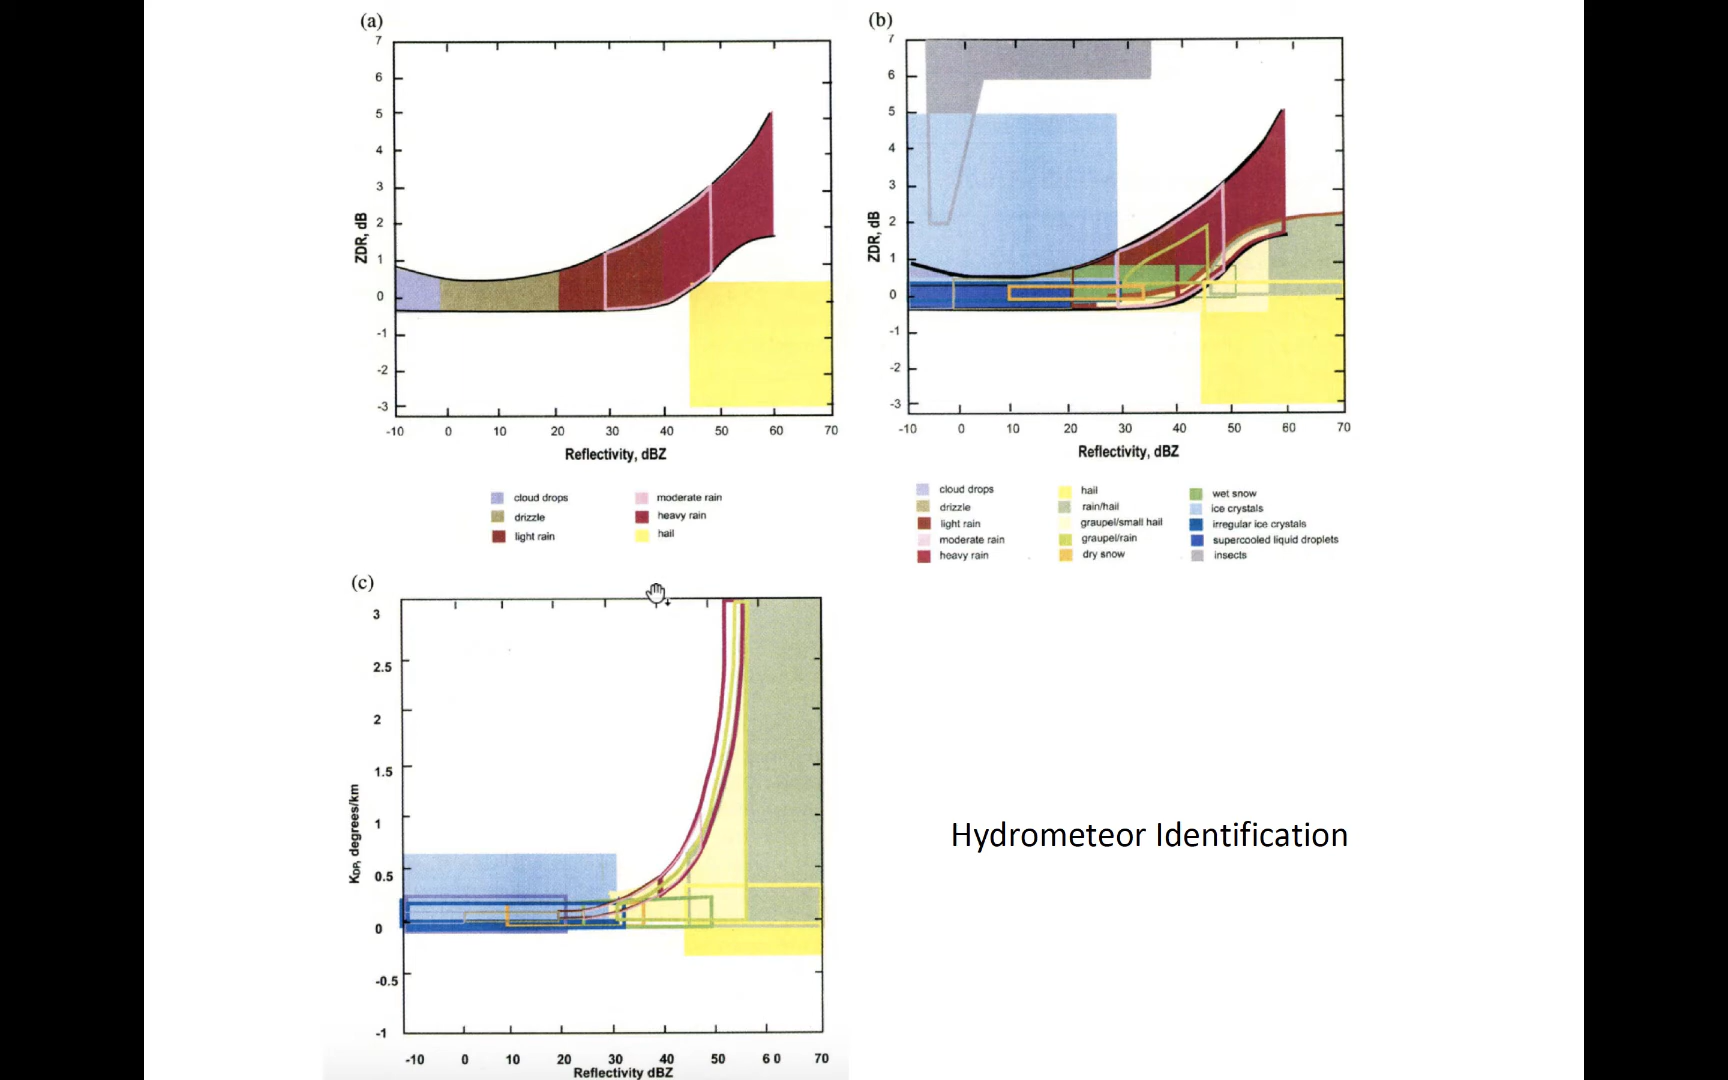 (a)
7
6
5
4
3
2
1
0
-1
-2
-3
ZDR, dB
-10 0 10 20 30 40 50 60 70
Reflectivity, dBZ
cloud drops
drizzle
light rain
moderate rain
heavy rain
hail
(b)
7
6
5
4
3
2
1
0
-1
-2
-3
ZDR, dB
-10 0 10 20 30 40 50 60 70
Reflectivity, dBZ
cloud drops
drizzle
light rain
moderate rain
heavy rain
hail
rain/hail
graupel/small hail
graupel/rain
dry snow
wet snow
ice crystals
irregular ice crystals
supercooled liquid droplets
insects
(c)
3
2.5
2
1.5
1
0.5
0
-0.5
-1
KDP, degrees/km
-10 0 10 20 30 40 50 6 0 70
Reflectivity dBZ
Hydrometeor Identification